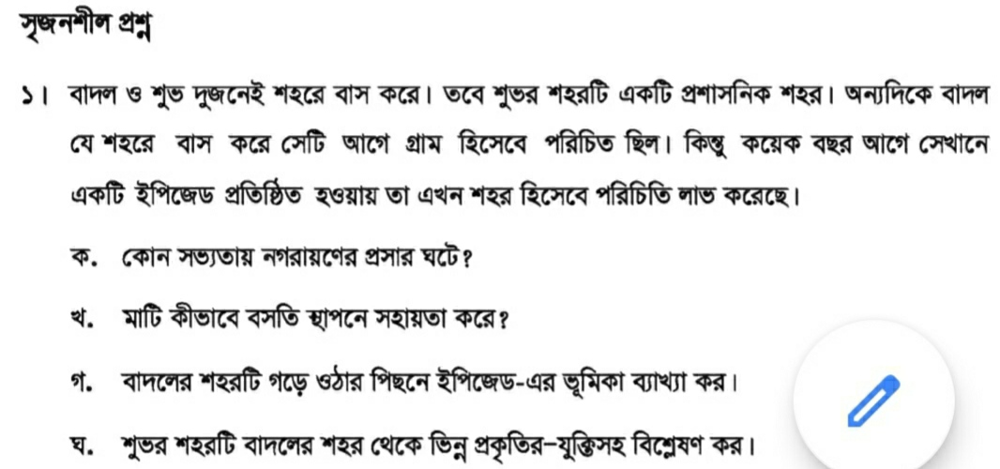 সৃজনশীল প্রশ্ন
১। বাদল ও শুভ দুজনেই শহরে বাস করে। তবে শুভর শহরটি একটি প্রশাসনিক শহর। অন্যদিকে বাদল
যে শহরে বাস করে সেটি আগে গ্রাম হিসেবে পরিচিত ছিল। কিন্তু কয়েক বছর আগে সেখানে
একটি ইপিজেড প্রতিষ্ঠিত হওয়ায় তা এখন শহর হিসেবে পরিচিতি লাভ করেছে।
ক. কোন সভ্যতায় নগরায়ণের প্রসার ঘটে?
খ. মাটি কীভাবে বসতি স্থাপনে সহায়তা করে?
গ. বাদলের শহরটি গড়ে ওঠার পিছনে ইপিজেড-এর ভূমিকা ব্যাখ্যা কর।
ঘ. শুভর শহরটি বাদলের শহর থেকে ভিন্ন প্রকৃতির-যুক্তিসহ বিশ্লেষণ কর।